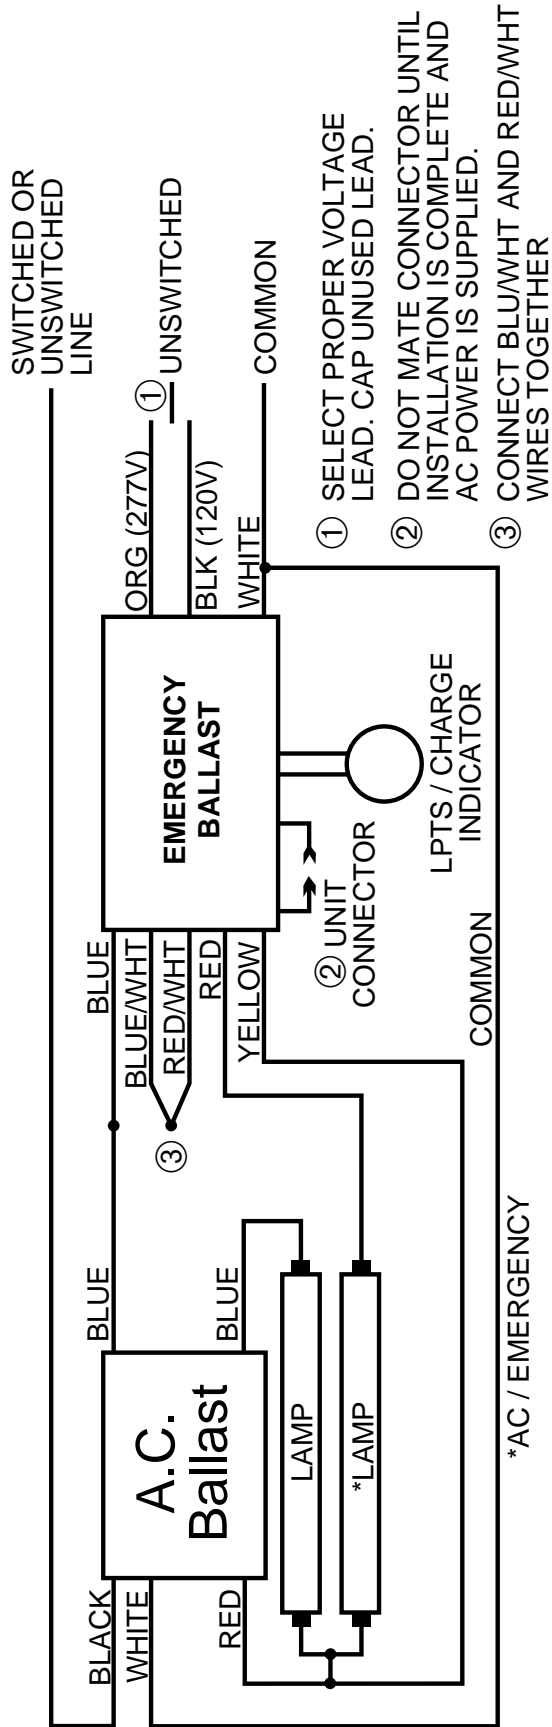 SWITCHED OR
UNSWITCHED
LINE
ORG (277V)
①
UNSWITCHED
BLK (120V)
WHITE
COMMON
EMERGENCY
BALLAST
BLUE
BLUE/WHT
RED/WHT
RED
YELLOW
③
② UNIT
CONNECTOR
LPTS / CHARGE
INDICATOR
BLUE
BLUE
A.C.
Ballast
BLACK
WHITE
RED
LAMP
*LAMP
COMMON
*AC / EMERGENCY
① SELECT PROPER VOLTAGE
LEAD. CAP UNUSED LEAD.
② DO NOT MATE CONNECTOR UNTIL
INSTALLATION IS COMPLETE AND
AC POWER IS SUPPLIED.
③ CONNECT BLU/WHT AND RED/WHT
WIRES TOGETHER